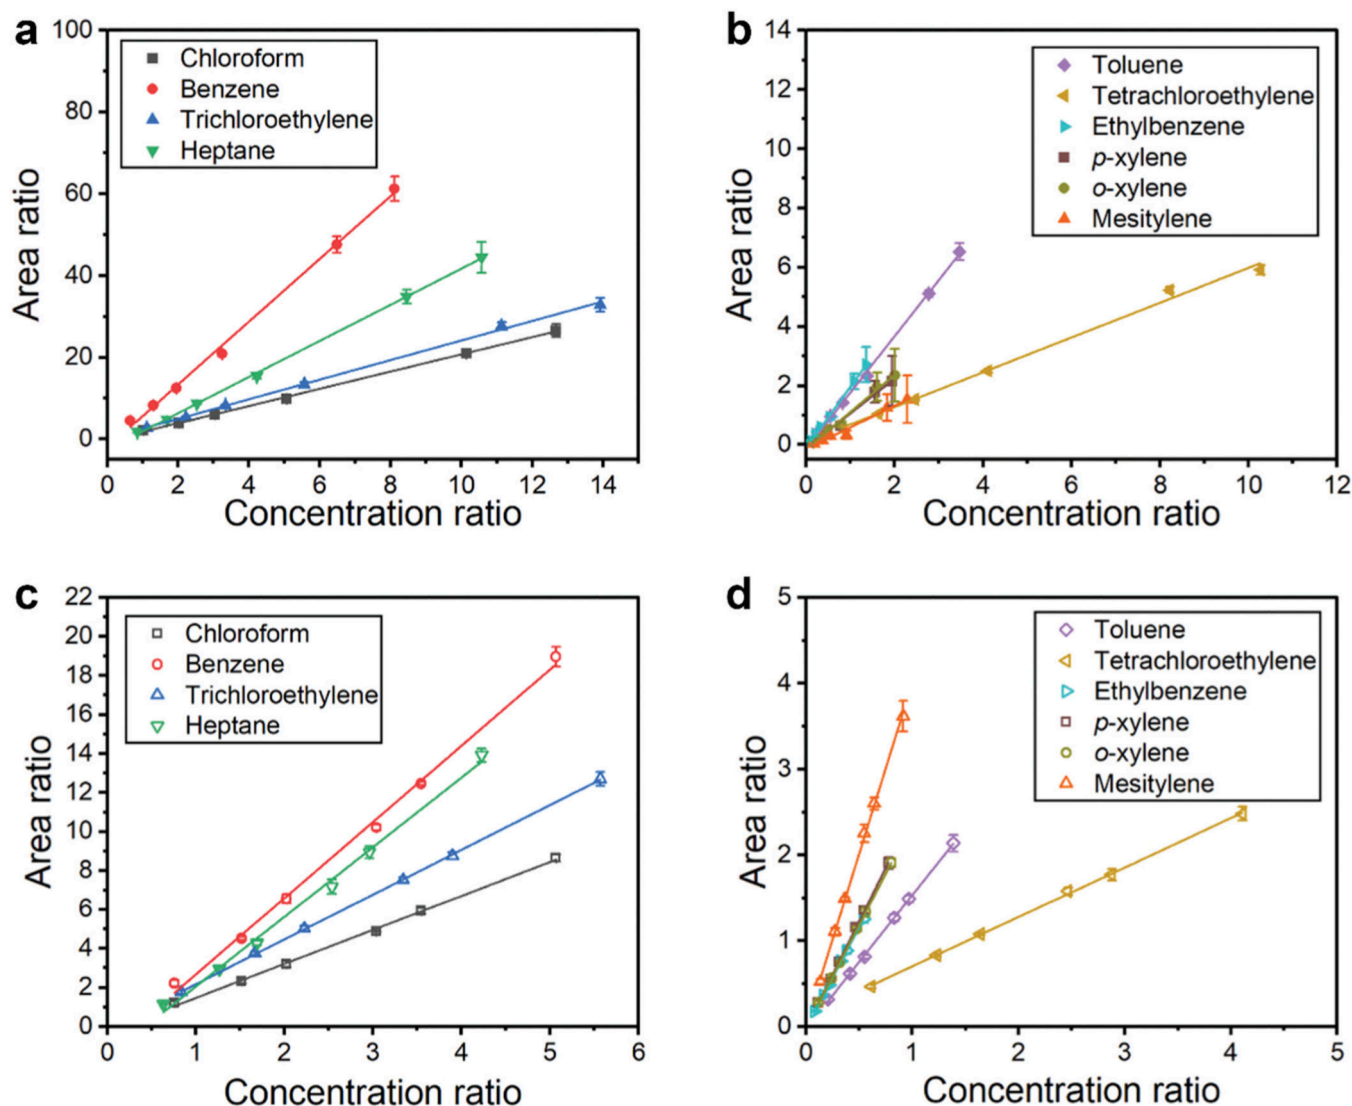 a
100
80
60
40
20
0
Area ratio
Chloroform
Benzene
Trichloroethylene
Heptane
0 2 4 6 8 10 12 14
Concentration ratio
b
14
12
10
8
6
4
2
0
Area ratio
Toluene
Tetrachloroethylene
Ethylbenzene
p-xylene
o-xylene
Mesitylene
0 2 4 6 8 10 12
Concentration ratio
c
22
20
18
16
14
12
10
8
6
4
2
0
Area ratio
Chloroform
Benzene
Trichloroethylene
Heptane
0 1 2 3 4 5 6
Concentration ratio
d
5
4
3
2
1
0
Area ratio
Toluene
Tetrachloroethylene
Ethylbenzene
p-xylene
o-xylene
Mesitylene
0 1 2 3 4 5
Concentration ratio